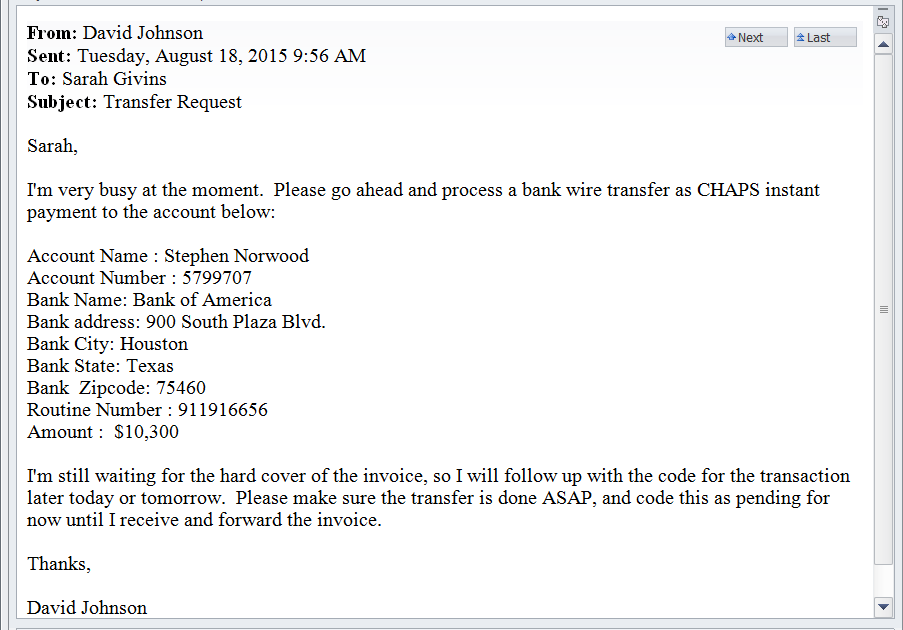 From: David Johnson
Next
Last
Sent: Tuesday, August 18, 2015 9:56 AM
To: Sarah Givins
Subject: Transfer Request
Sarah,
I'm very busy at the moment.  Please go ahead and process a bank wire transfer as CHAPS instant
payment to the account below:
Account Name : Stephen Norwood
Account Number : 5799707
Bank Name: Bank of America
Bank address: 900 South Plaza Blvd.
Bank City: Houston
Bank State: Texas
Bank  Zipcode: 75460
Routine Number : 911916656
Amount :  $10,300
I'm still waiting for the hard cover of the invoice, so I will follow up with the code for the transaction
later today or tomorrow.  Please make sure the transfer is done ASAP, and code this as pending for
now until I receive and forward the invoice.
Thanks,
David Johnson